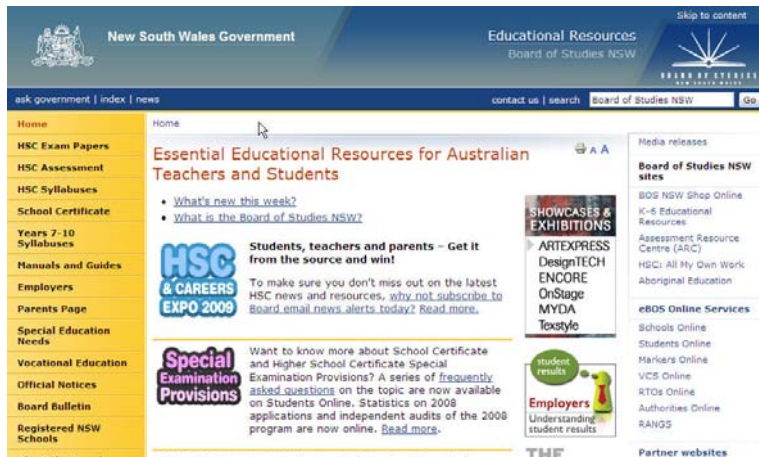 Skip to content
New South Wales Government
Educational Resources
Board of Studies NSW
BOARD OF STUDIES
NEW SOUTH WALES
ask government | index | news
contact us | search
Board of Studies NSW
Go
Home
HSC Exam Papers
HSC Assessment
HSC Syllabuses
School Certificate
Years 7-10
Syllabuses
Manuals and Guides
Employers
Parents Page
Special Education
Needs
Vocational Education
Official Notices
Board Bulletin
Registered NSW
Schools
Home
Essential Educational Resources for Australian
Teachers and Students
A A
What's new this week?
What is the Board of Studies NSW?
HSC
& CAREERS
EXPO 2009
Students, teachers and parents – Get it
from the source and win!
To make sure you don't miss out on the latest
HSC news and resources, why not subscribe to
Board email news alerts today? Read more.
Special
Examination
Provisions
Want to know more about School Certificate
and Higher School Certificate Special
Examination Provisions? A series of frequently
asked questions on the topic are now available
on Students Online. Statistics on 2008
applications and independent audits of the 2008
program are now online. Read more.
SHOWCASES &
EXHIBITIONS
ARTEXPRESS
DesignTECH
ENCORE
OnStage
MYDA
Texstyle
student
results
Employers
Understanding
student results
THE
Media releases
Board of Studies NSW
sites
BOS NSW Shop Online
K-6 Educational
Resources
Assessment Resource
Centre (ARC)
HSC: All My Own Work
Aboriginal Education
eBOS Online Services
Schools Online
Students Online
Markers Online
VCS Online
RTOs Online
Authorities Online
RANGS
Partner websites